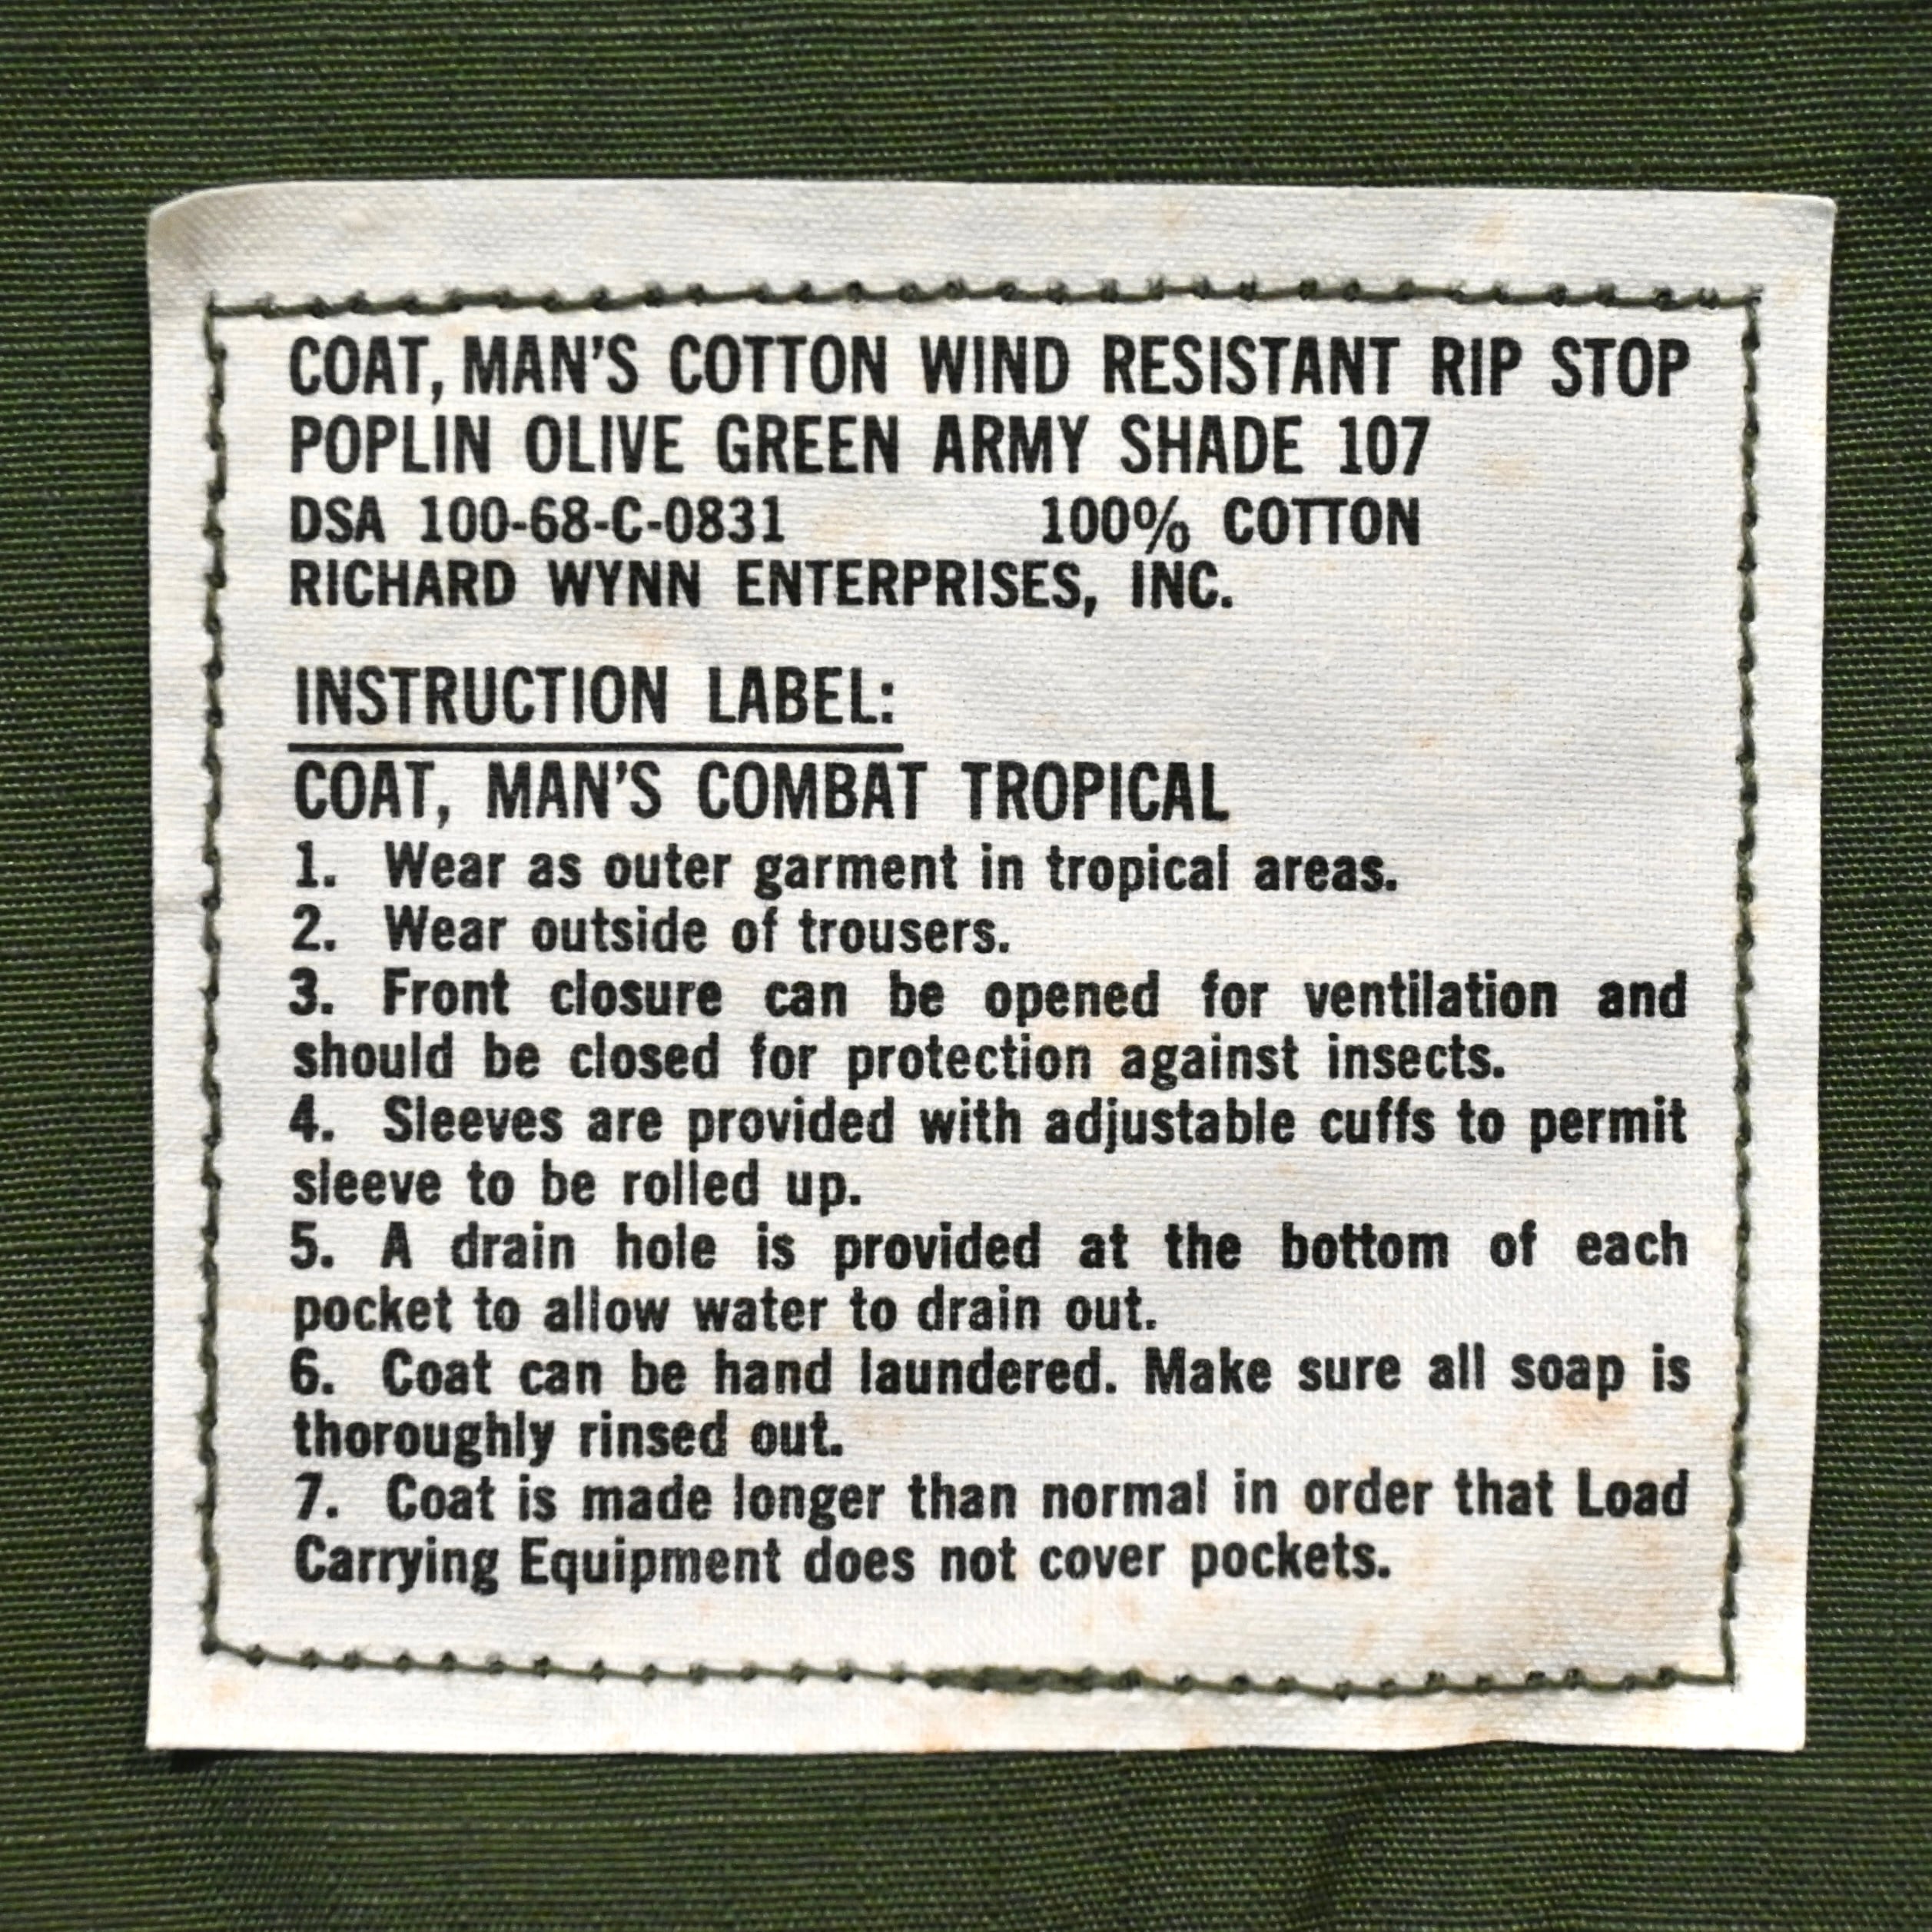 COAT, MAN'S COTTON WIND RESISTANT RIP STOP
POPLIN OLIVE GREEN ARMY SHADE 107
DSA 100-68-C-0831 100% COTTON
RICHARD WYNN ENTERPRISES, INC.
INSTRUCTION LABEL:
COAT, MAN'S COMBAT TROPICAL
1. Wear as outer garment in tropical areas.
2. Wear outside of trousers.
3. Front closure can be opened for ventilation and
should be closed for protection against insects.
4. Sleeves are provided with adjustable cuffs to permit
sleeve to be rolled up.
5. A drain hole is provided at the bottom of each
pocket to allow water to drain out.
6. Coat can be hand laundered. Make sure all soap is
thoroughly rinsed out.
7. Coat is made longer than normal in order that Load
Carrying Equipment does not cover pockets.